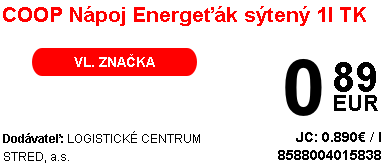 COOP Nápoj Energeťák sýtený 1l TK
VL. ZNAČKA
0 89
EUR
Dodávateľ: LOGISTICKÉ CENTRUM
STRED, a.s.
JC: 0.890€ / l
8588004015838